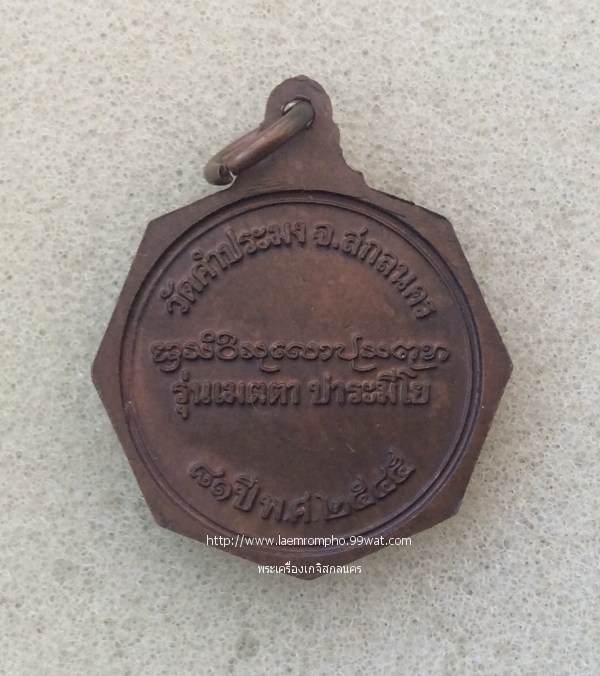 วัดคำประมง จ.สกลนคร
รุ่นเมตตา ปาระมีโย
๘๑ ปี พ.ศ ๒๕๔๕
http://www.laemrompho.99wat.com
พระเครื่องเกจิสกลนคร